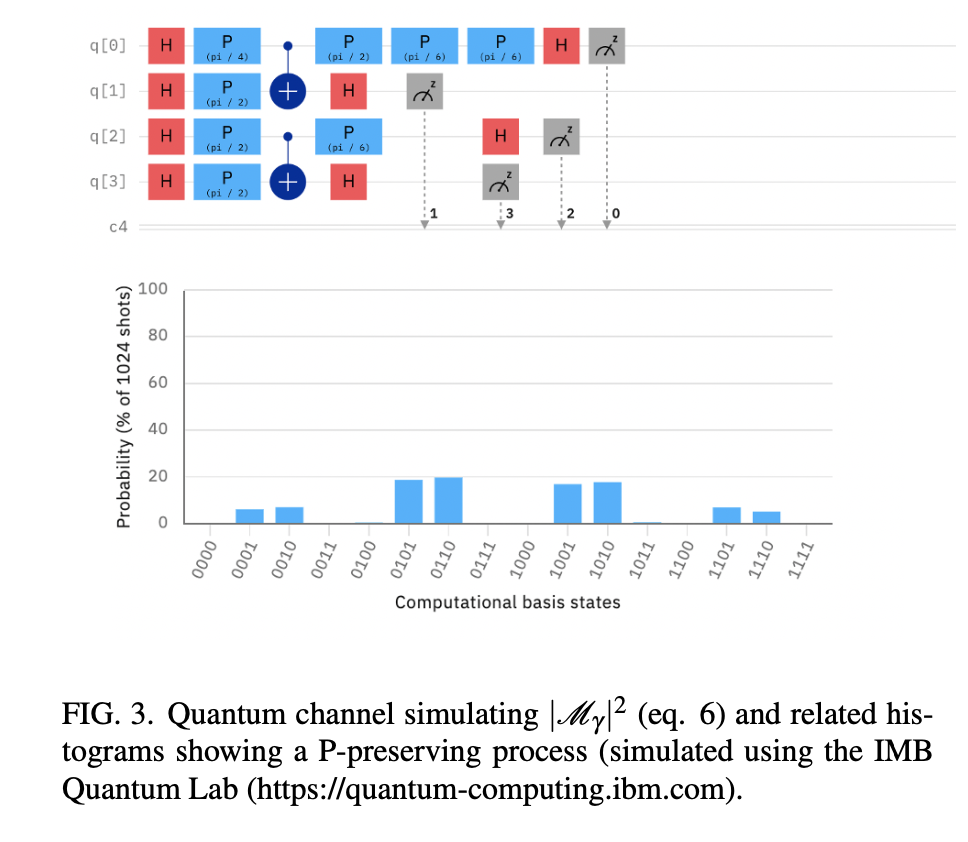 q[0] H P (pi / 4) P (pi / 2) P (pi / 6) P (pi / 6) H z
q[1] H P (pi / 2) + H z
q[2] H P (pi / 2) P (pi / 6) H z
q[3] H P (pi / 2) + H z
c4 1 3 2 0
Probability (% of 1024 shots)
100
80
60
40
20
0
0000 0001 0010 0011 0100 0101 0110 0111 1000 1001 1010 1011 1100 1101 1110 1111
Computational basis states
FIG. 3. Quantum channel simulating |ℳγ|² (eq. 6) and related his-
tograms showing a P-preserving process (simulated using the IMB
Quantum Lab (https://quantum-computing.ibm.com).